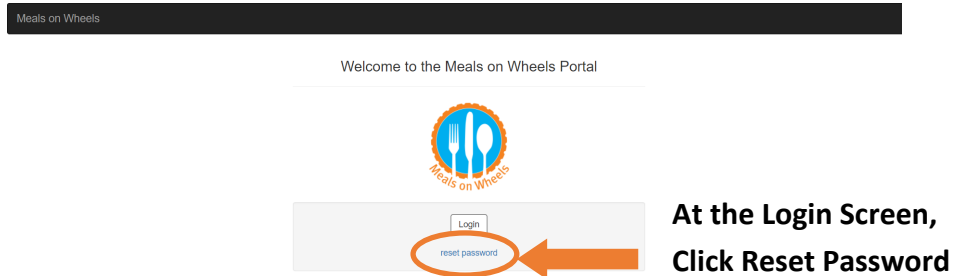 Meals on Wheels
Welcome to the Meals on Wheels Portal
Meals on Wheels
Login
reset password
At the Login Screen,
Click Reset Password